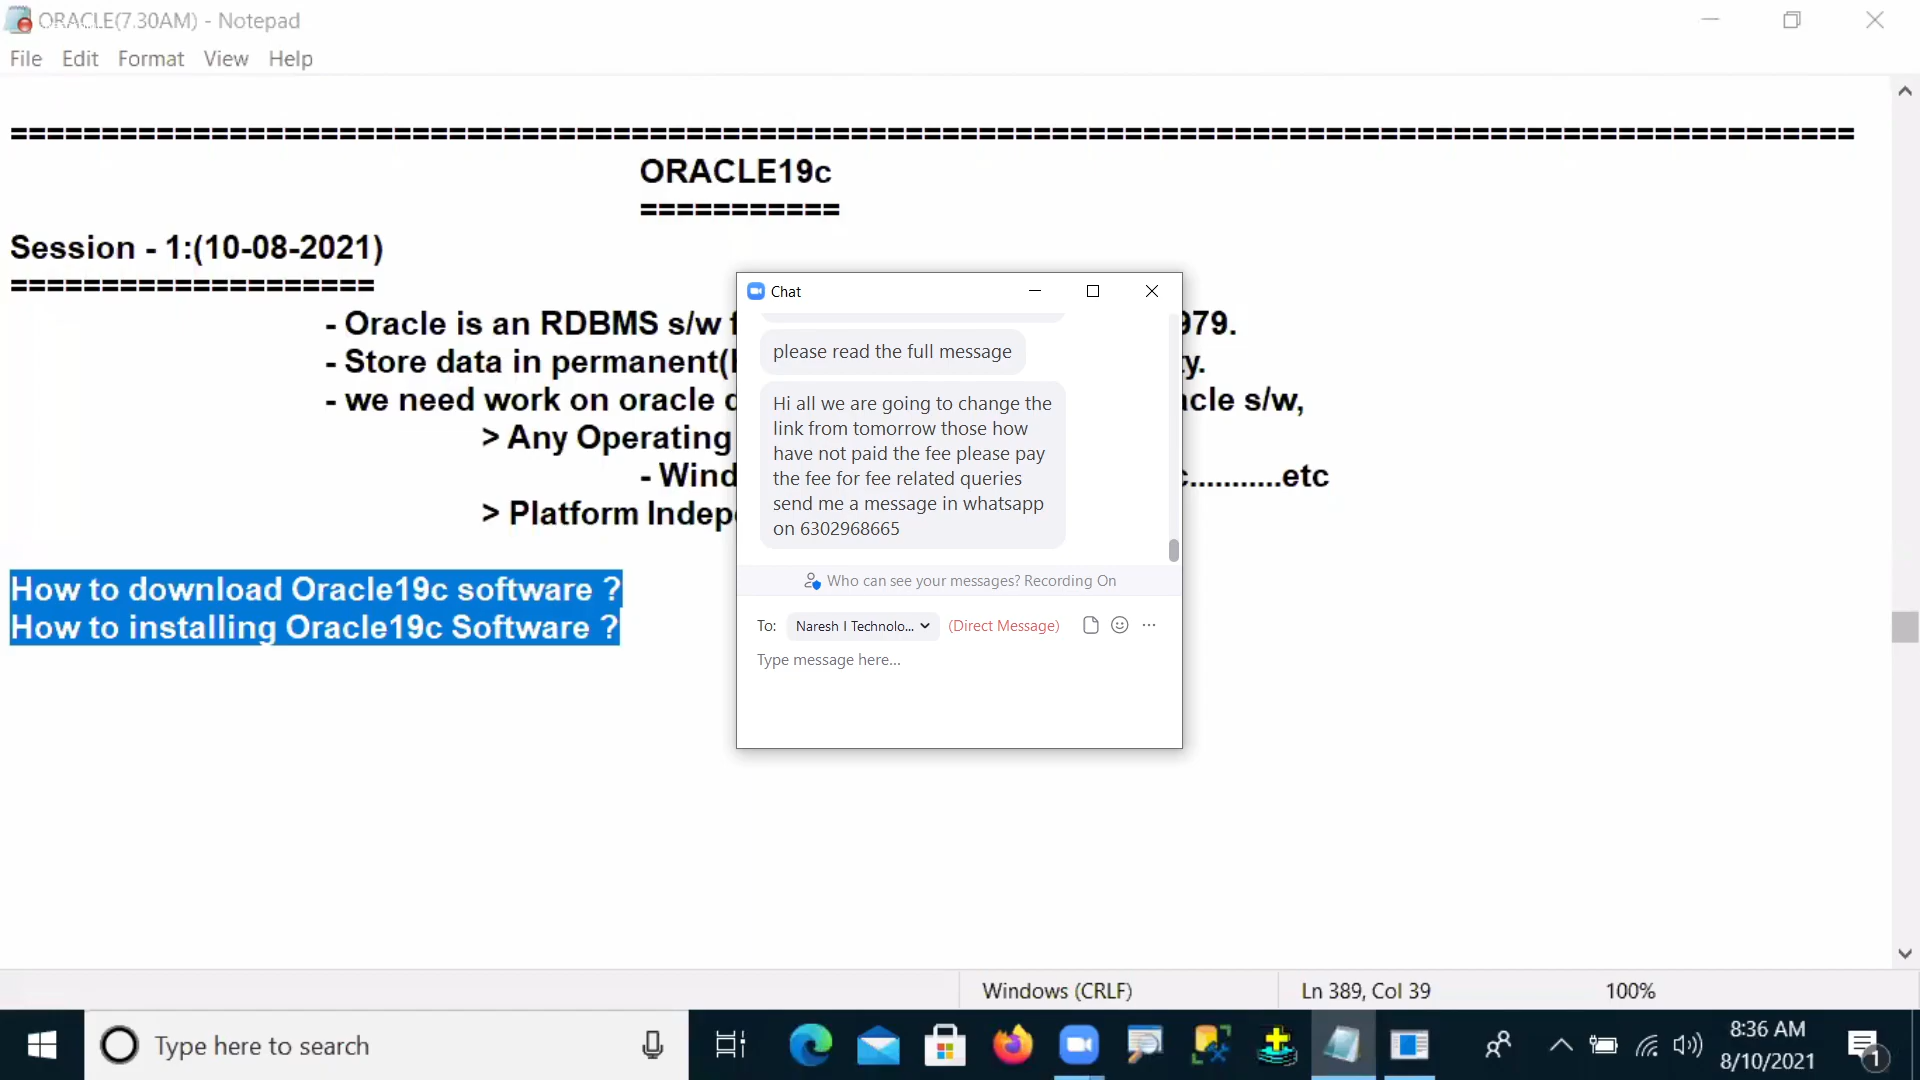 ORACLE(7.30AM) - Notepad
File Edit Format View Help
=====================================================================================================
ORACLE19c
===========
Session - 1:(10-08-2021)
====================
- Oracle is an RDBMS s/w
979.
- Store data in permanent(
ty.
- we need work on oracle
acle s/w,
> Any Operating
- Wind
...........etc
> Platform Indep
How to download Oracle19c software ?
How to installing Oracle19c Software ?
Chat
please read the full message
Hi all we are going to change the
link from tomorrow those how
have not paid the fee please pay
the fee for fee related queries
send me a message in whatsapp
on 6302968665
Who can see your messages? Recording On
To: Naresh I Technolo... (Direct Message)
Type message here...
Windows (CRLF) Ln 389, Col 39 100%
Type here to search
8:36 AM
8/10/2021
1